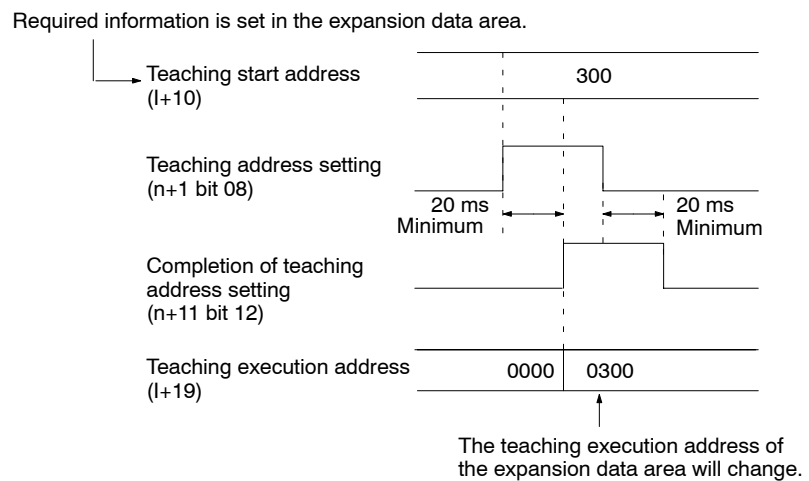 Required information is set in the expansion data area.
Teaching start address
(I+10)
300
Teaching address setting
(n+1 bit 08)
20 ms
Minimum
20 ms
Minimum
Completion of teaching
address setting
(n+11 bit 12)
Teaching execution address
(I+19)
0000
0300
The teaching execution address of
the expansion data area will change.